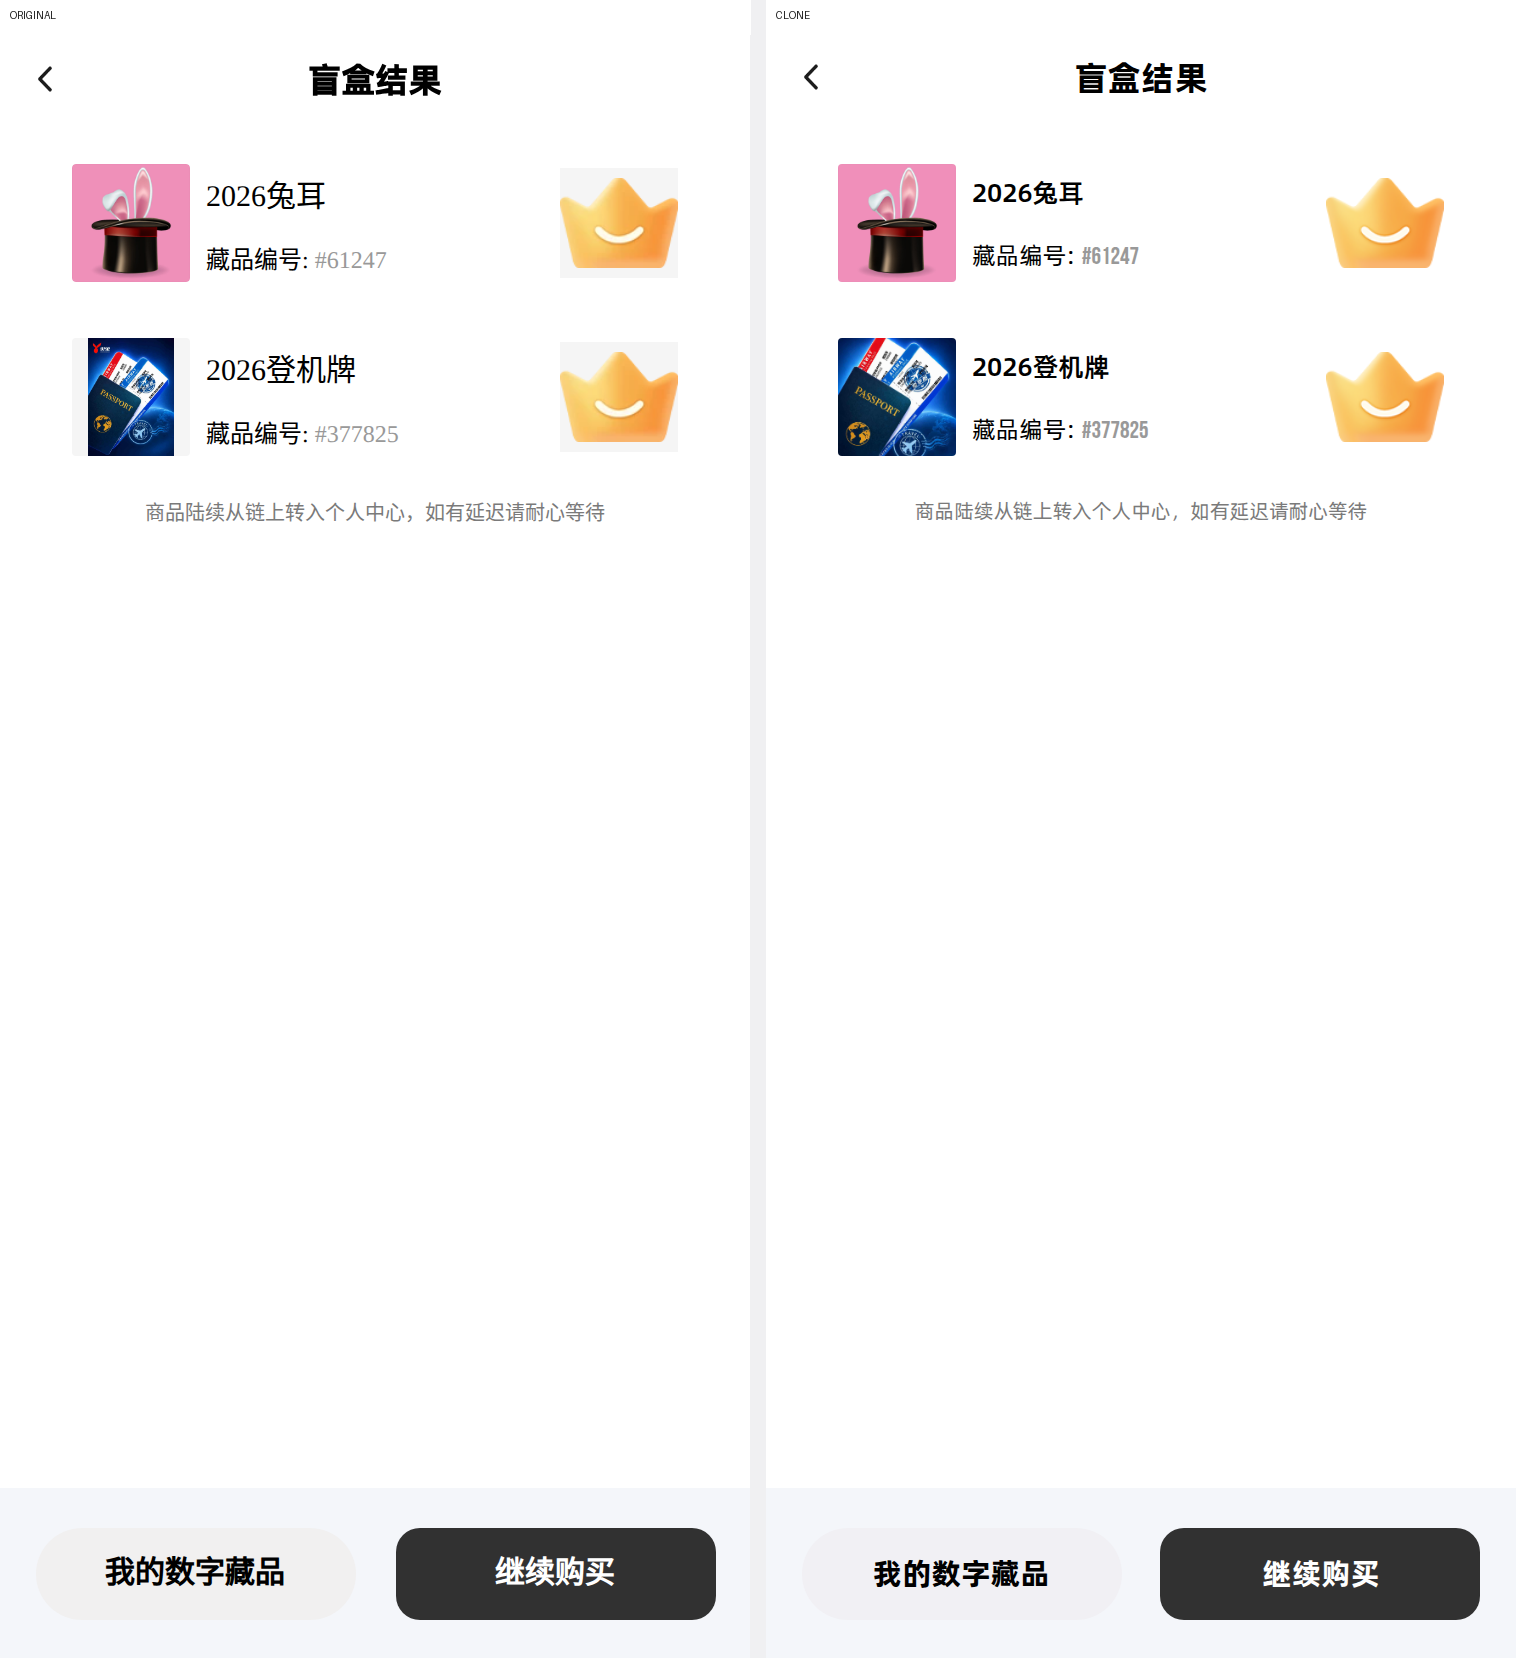 ORIGINAL
盲盒结果
2026兔耳
藏品编号: #61247
PASSPORT
2026登机牌
藏品编号: #377825
商品陆续从链上转入个人中心，如有延迟请耐心等待
我的数字藏品
继续购买
CLONE
盲盒结果
2026兔耳
藏品编号: #61247
PASSPORT
2026登机牌
藏品编号: #377825
商品陆续从链上转入个人中心，如有延迟请耐心等待
我的数字藏品
继续购买